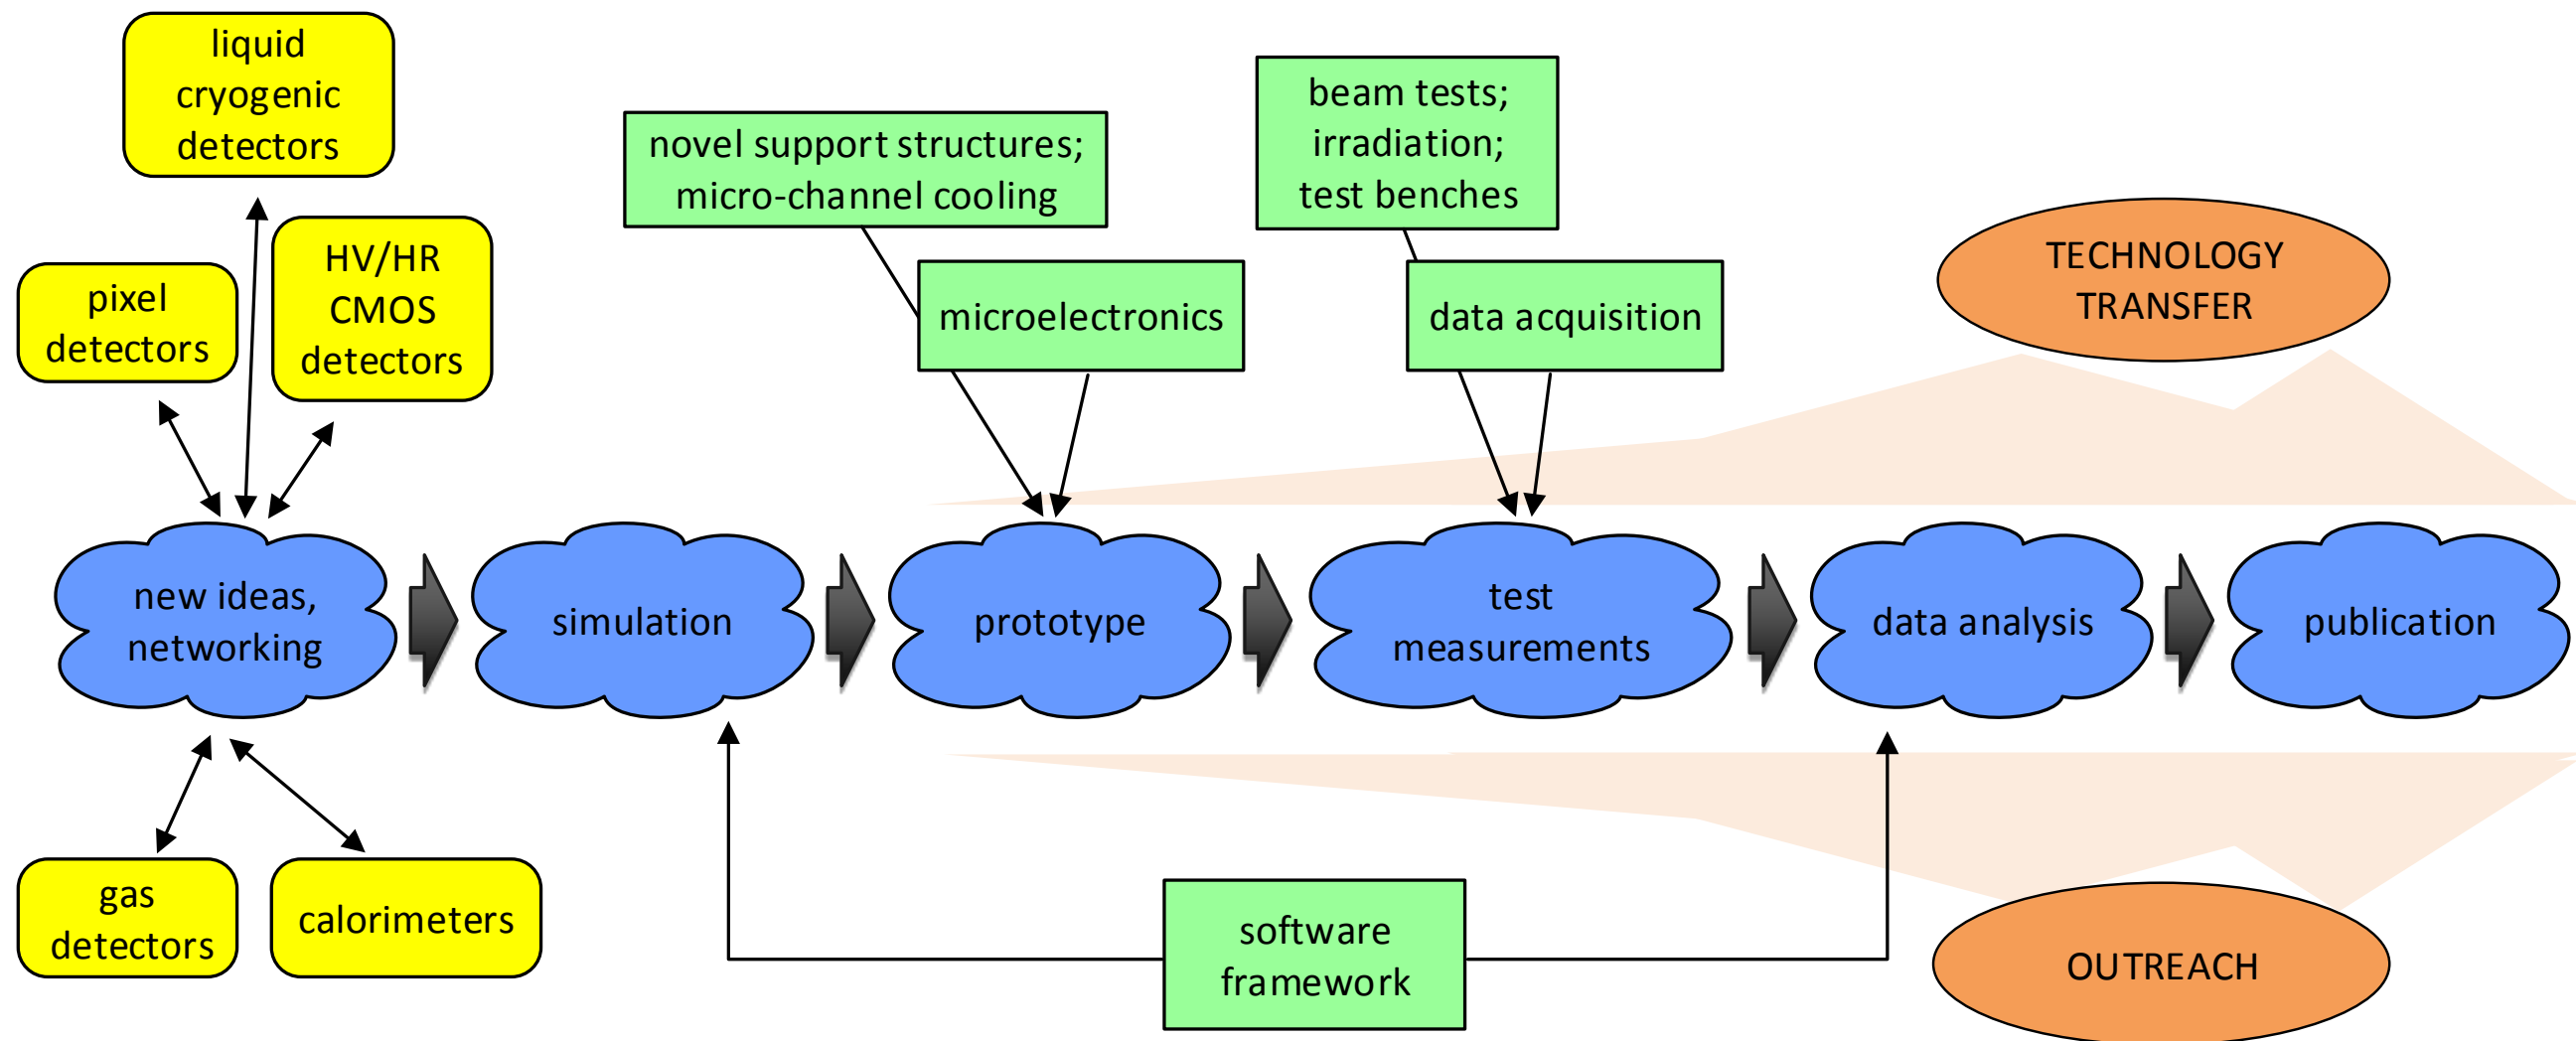 liquid
cryogenic
detectors
pixel
detectors
HV/HR
CMOS
detectors
novel support structures;
micro-channel cooling
microelectronics
beam tests;
irradiation;
test benches
data acquisition
TECHNOLOGY
TRANSFER
new ideas,
networking
simulation
prototype
test
measurements
data analysis
publication
gas
detectors
calorimeters
software
framework
OUTREACH